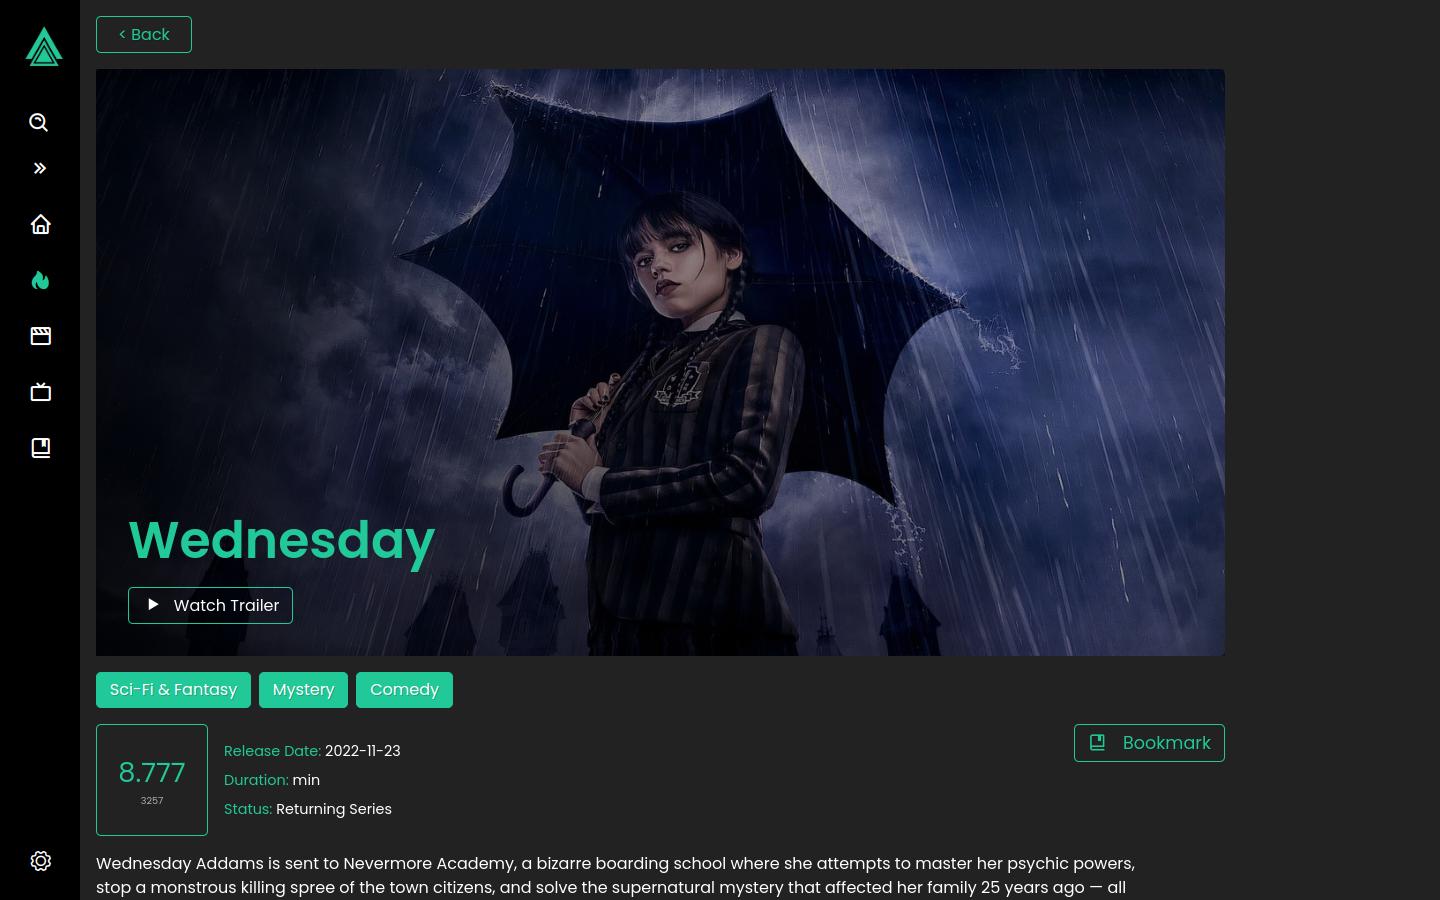 < Back
Wednesday
Watch Trailer
Sci-Fi & Fantasy
Mystery
Comedy
8.777
3257
Release Date: 2022-11-23
Duration: min
Status: Returning Series
Bookmark
Wednesday Addams is sent to Nevermore Academy, a bizarre boarding school where she attempts to master her psychic powers,
stop a monstrous killing spree of the town citizens, and solve the supernatural mystery that affected her family 25 years ago — all